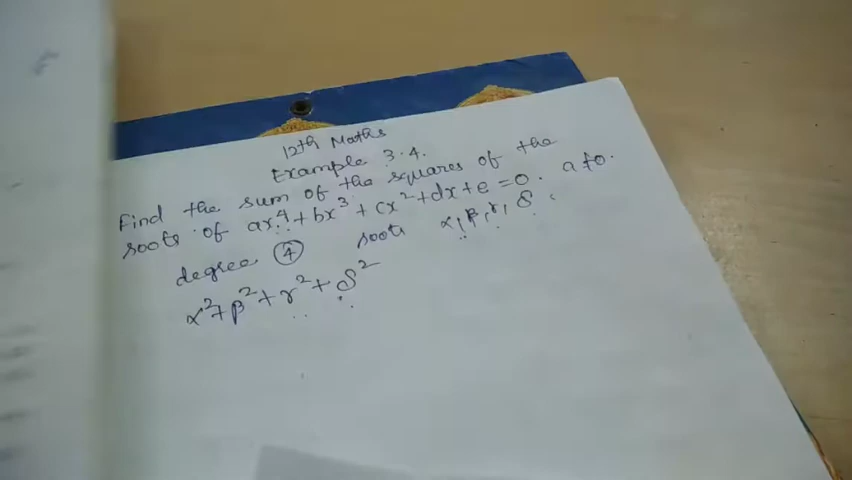 12th Maths
Example 3.4.
Find the sum of the squares of the
roots of ax⁴ + bx³ + cx² + dx + e = 0. a ≠ 0.
degree ④ roots α, β, γ, δ
α² + β² + γ² + δ²